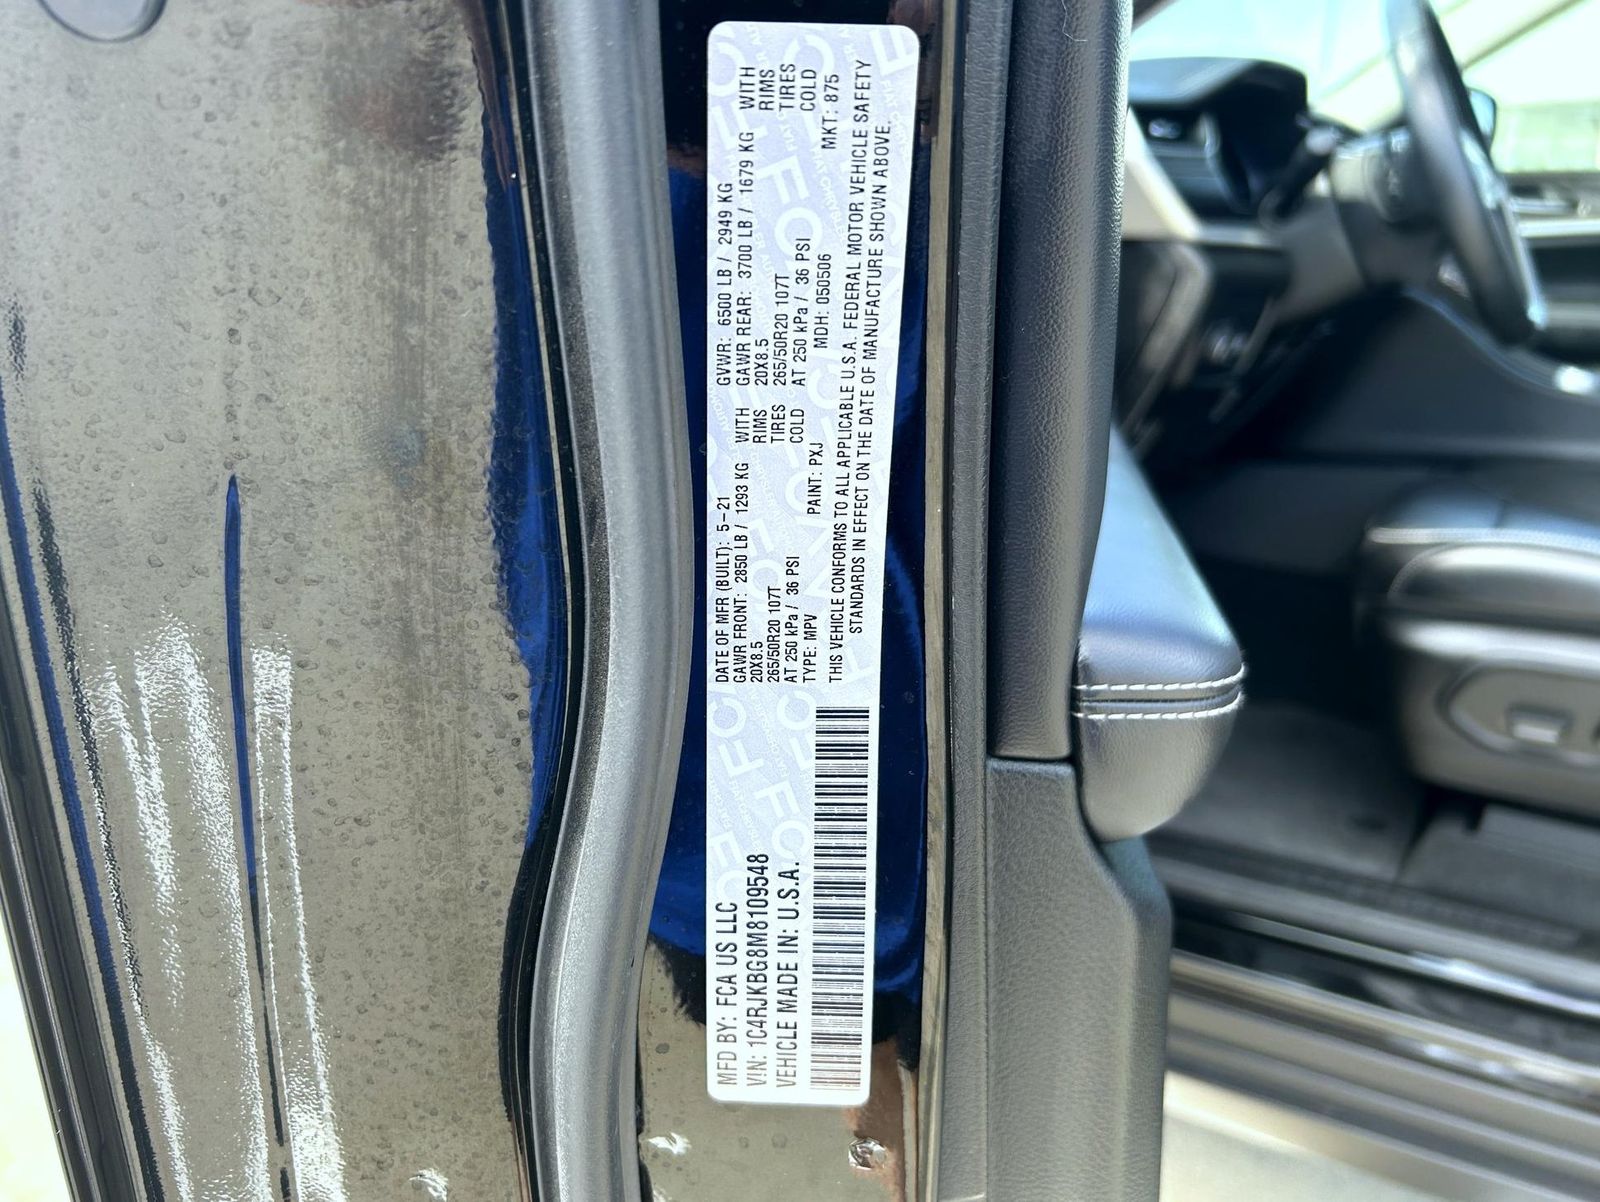 MFD BY: FCA US LLC
VIN: 1C4RJKBG8M8109548
VEHICLE MADE IN: U.S.A.
DATE OF MFR (BUILT): 5-21 GVWR: 6500 LB / 2949 KG
GAWR FRONT: 2850 LB / 1293 KG WITH GAWR REAR: 3700 LB / 1679 KG WITH
20X8.5 RIMS 20X8.5 RIMS
265/50R20 107T TIRES 265/50R20 107T TIRES
AT 250 kPa / 36 PSI COLD AT 250 kPa / 36 PSI COLD
TYPE: MPV PAINT: PXJ MDH: 050506 MKT: 875
THIS VEHICLE CONFORMS TO ALL APPLICABLE U.S.A. FEDERAL MOTOR VEHICLE SAFETY
STANDARDS IN EFFECT ON THE DATE OF MANUFACTURE SHOWN ABOVE.